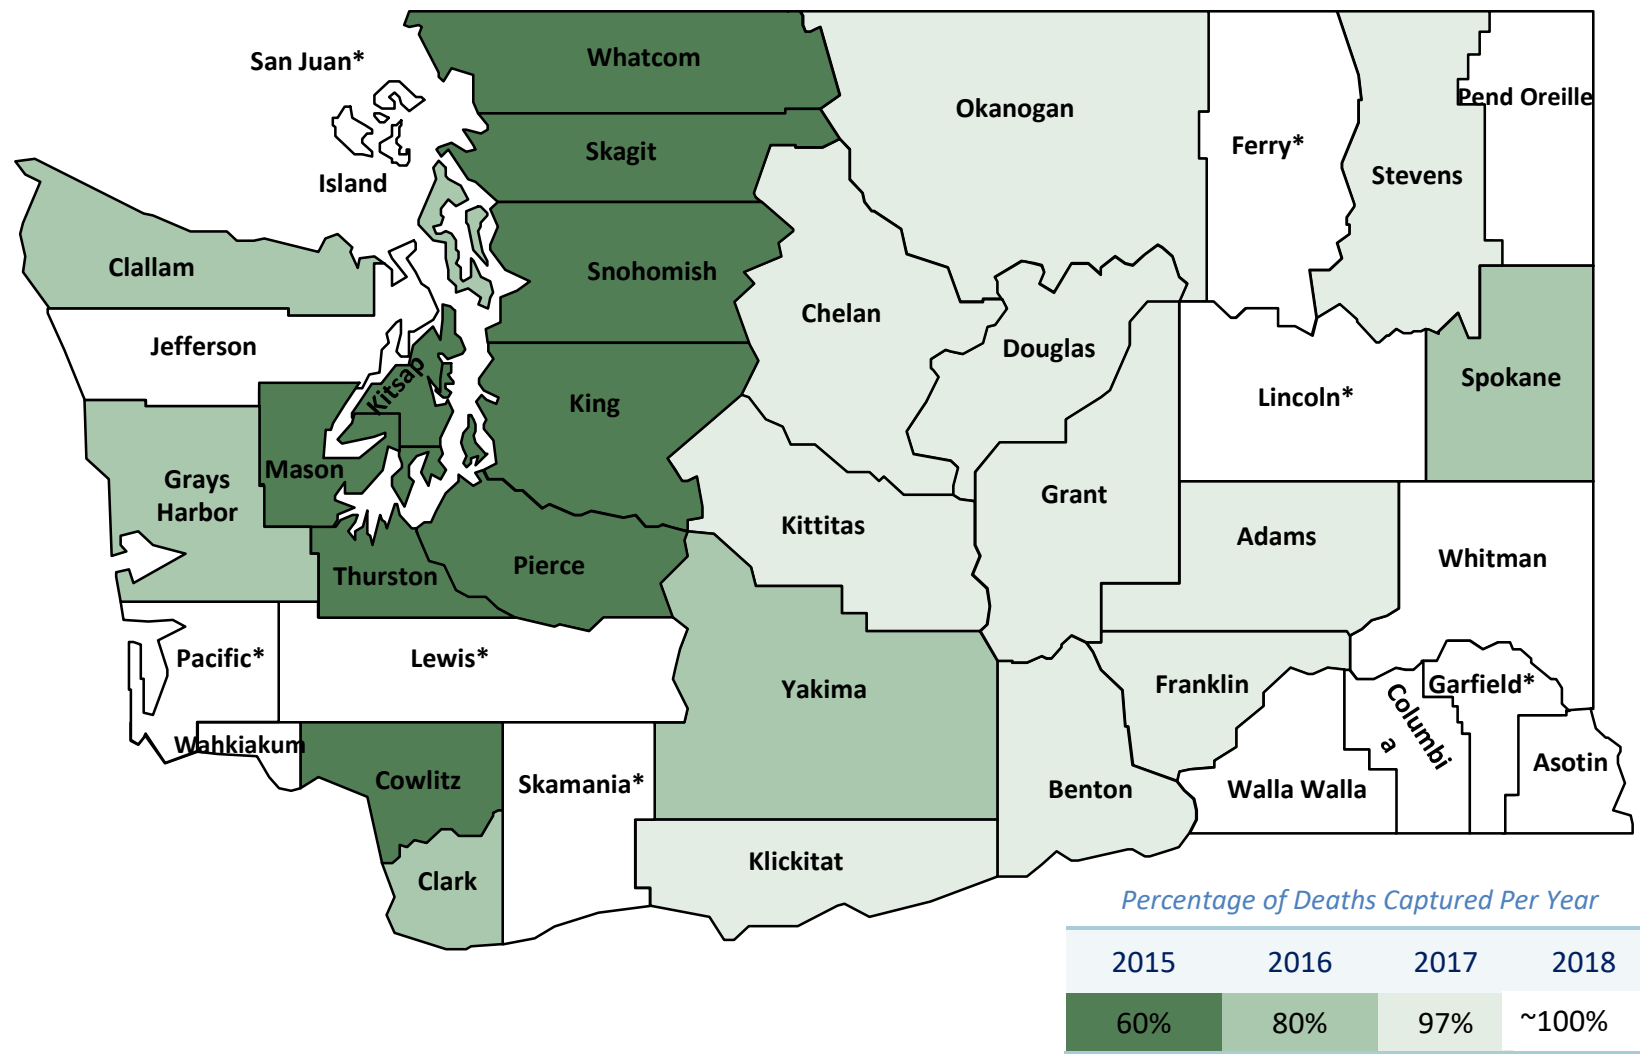 San Juan*
Whatcom
Okanogan
Pend Oreille
Ferry*
Skagit
Stevens
Island
Clallam
Snohomish
Chelan
Jefferson
Douglas
Kitsap
King
Lincoln*
Spokane
Mason
Grays
Harbor
Grant
Kittitas
Adams
Whitman
Thurston
Pierce
Pacific*
Lewis*
Yakima
Franklin
Garfield*
Columbi
a
Wahkiakum
Cowlitz
Skamania*
Benton
Walla Walla
Asotin
Clark
Klickitat
Percentage of Deaths Captured Per Year
2015 2016 2017 2018
60% 80% 97% ~100%